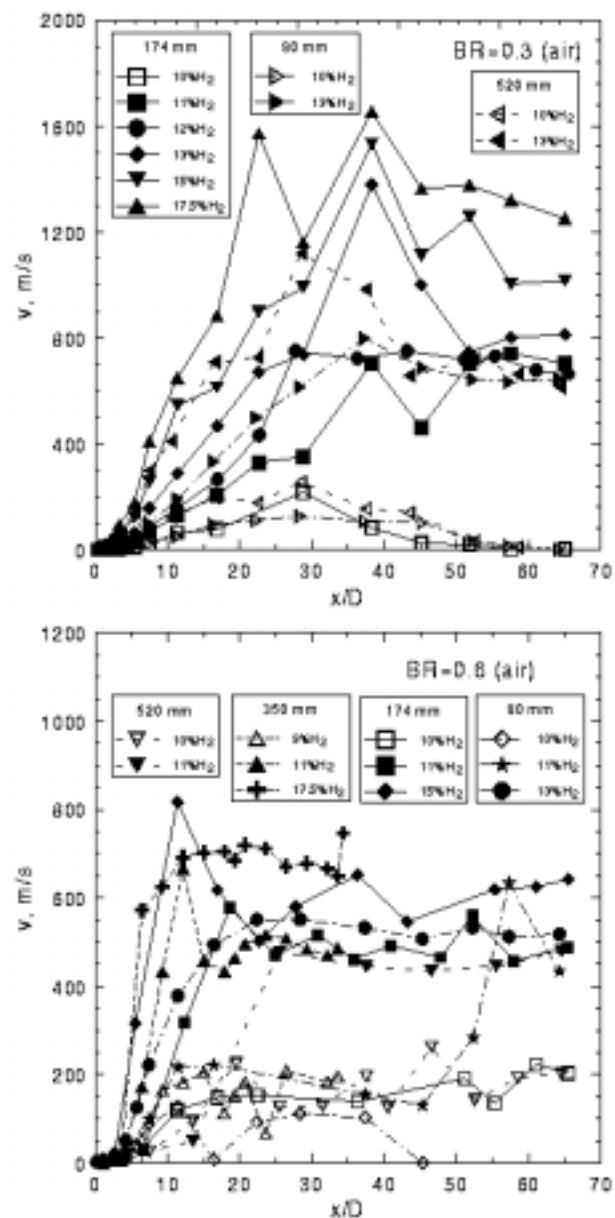 174 mm
10%H₂
11%H₂
12%H₂
13%H₂
15%H₂
17.5%H₂
80 mm
10%H₂
13%H₂
BR=0.3 (air)
520 mm
10%H₂
13%H₂
2000
1600
1200
800
400
0
v, m/s
0 10 20 30 40 50 60 70
x/D
BR=0.6 (air)
520 mm
10%H₂
11%H₂
350 mm
9%H₂
11%H₂
17.5%H₂
174 mm
10%H₂
11%H₂
15%H₂
80 mm
10%H₂
11%H₂
13%H₂
1200
1000
800
600
400
200
0
v, m/s
0 10 20 30 40 50 60 70
x/D